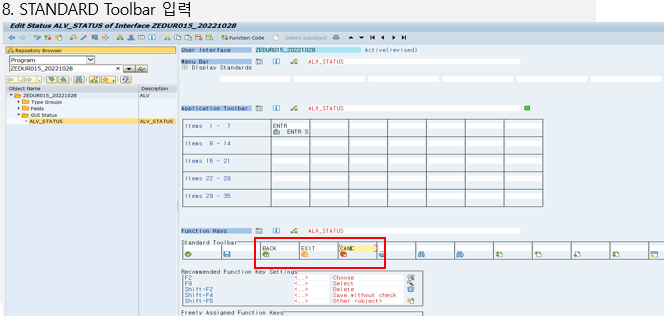 8. STANDARD Toolbar 입력
Edit Status ALV_STATUS of Interface ZEDUR015_20221028
Function Code
Delete subobject
Repository Browser
Program
ZEDUR015_20221028
Object Name Description
ZEDUR015_20221028 ALV
Type Groups
Fields
GUI Status
ALV_STATUS ALV_STATUS
User Interface ZEDUR015_20221028 Active(revised)
Menu Bar ALV_STATUS
Display Standards
Application Toolbar ALV_STATUS
Items 1 - 7 ENTR
ENTR S
Items 8 - 14
Items 15 - 21
Items 22 - 28
Items 29 - 35
Function Keys ALV_STATUS
Standard Toolbar
BACK EXIT CANC
Recommended Function Key Settings
F2 <..> Choose
F9 <..> Select
Shift-F2 <..> Delete
Shift-F4 <..> Save without check
Shift-F5 <..> Other <object>
Freely Assigned Function Keys